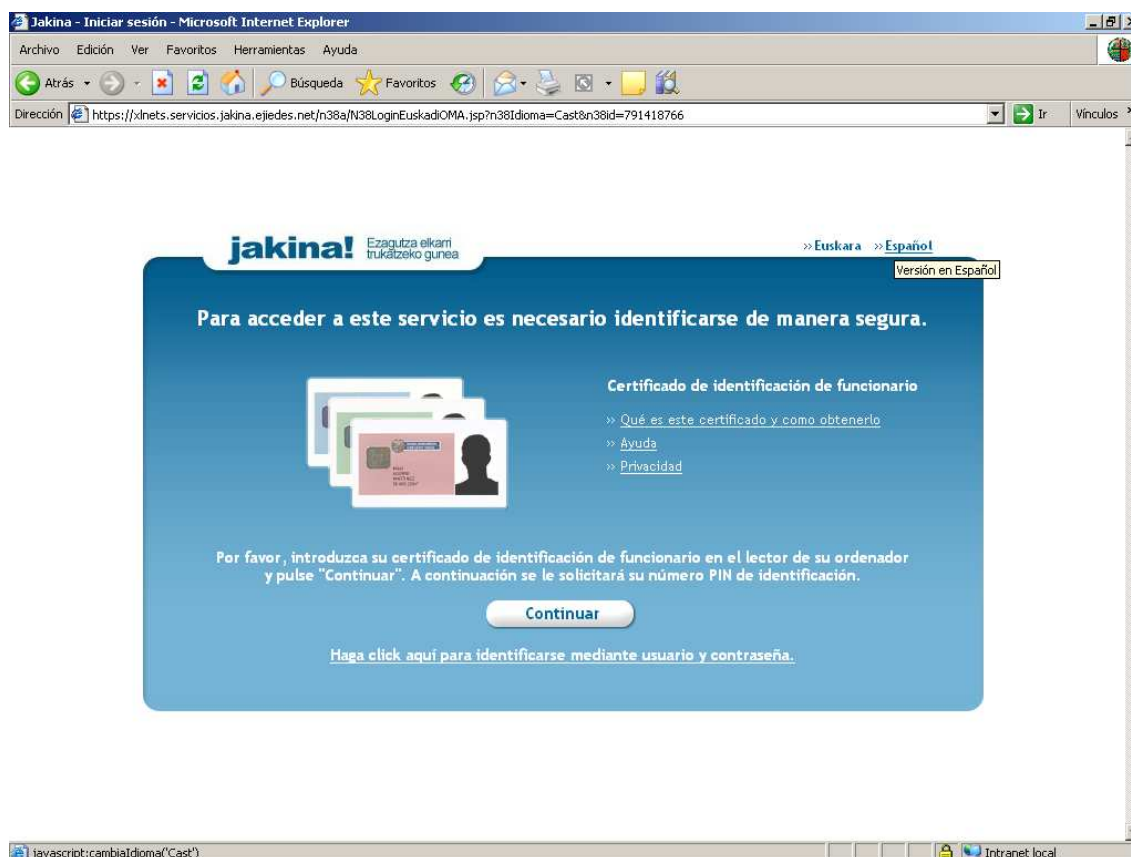 Jakina - Iniciar sesión - Microsoft Internet Explorer
Archivo Edición Ver Favoritos Herramientas Ayuda
Atrás Búsqueda Favoritos
Dirección https://xlnets.servicios.jakina.ejiedes.net/n38a/N38LoginEuskadiOMA.jsp?n38Idioma=Cast&n38id=791418766 Ir Vínculos
jakina! Ezagutza elkarri
trukatzeko gunea
»Euskara »Español
Versión en Español
Para acceder a este servicio es necesario identificarse de manera segura.
Certificado de identificación de funcionario
» Qué es este certificado y como obtenerlo
» Ayuda
» Privacidad
Por favor, introduzca su certificado de identificación de funcionario en el lector de su ordenador
y pulse "Continuar". A continuación se le solicitará su número PIN de identificación.
Continuar
Haga click aquí para identificarse mediante usuario y contraseña.
javascript:cambiaIdioma('Cast') Intranet local